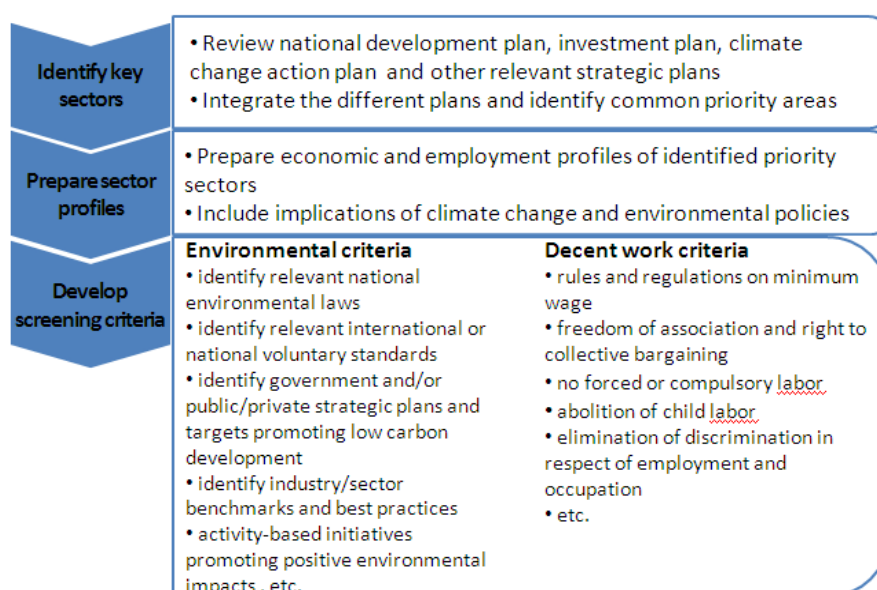 Identify key
sectors
• Review national development plan, investment plan, climate
change action plan and other relevant strategic plans
• Integrate the different plans and identify common priority areas
Prepare sector
profiles
• Prepare economic and employment profiles of identified priority
sectors
• Include implications of climate change and environmental policies
Develop
screening criteria
Environmental criteria
• identify relevant national
environmental laws
• identify relevant international or
national voluntary standards
• identify government and/or
public/private strategic plans and
targets promoting low carbon
development
• identify industry/sector
benchmarks and best practices
• activity-based initiatives
promoting positive environmental
impacts , etc.
Decent work criteria
• rules and regulations on minimum
wage
• freedom of association and right to
collective bargaining
• no forced or compulsory labor
• abolition of child labor
• elimination of discrimination in
respect of employment and
occupation
• etc.